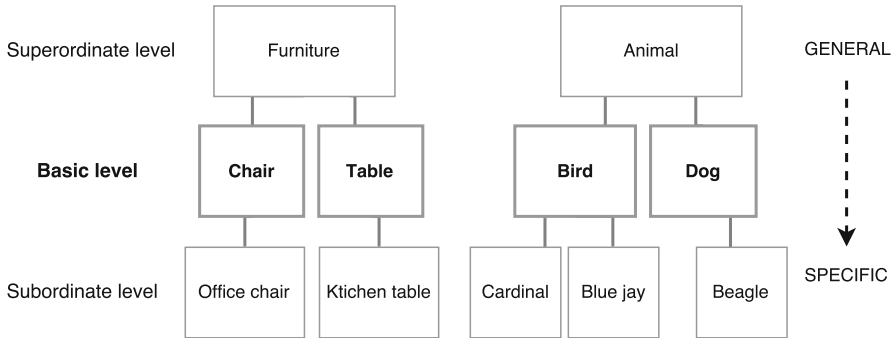 Superordinate level
Furniture
Animal
GENERAL
Basic level
Chair
Table
Bird
Dog
Subordinate level
Office chair
Ktichen table
Cardinal
Blue jay
Beagle
SPECIFIC